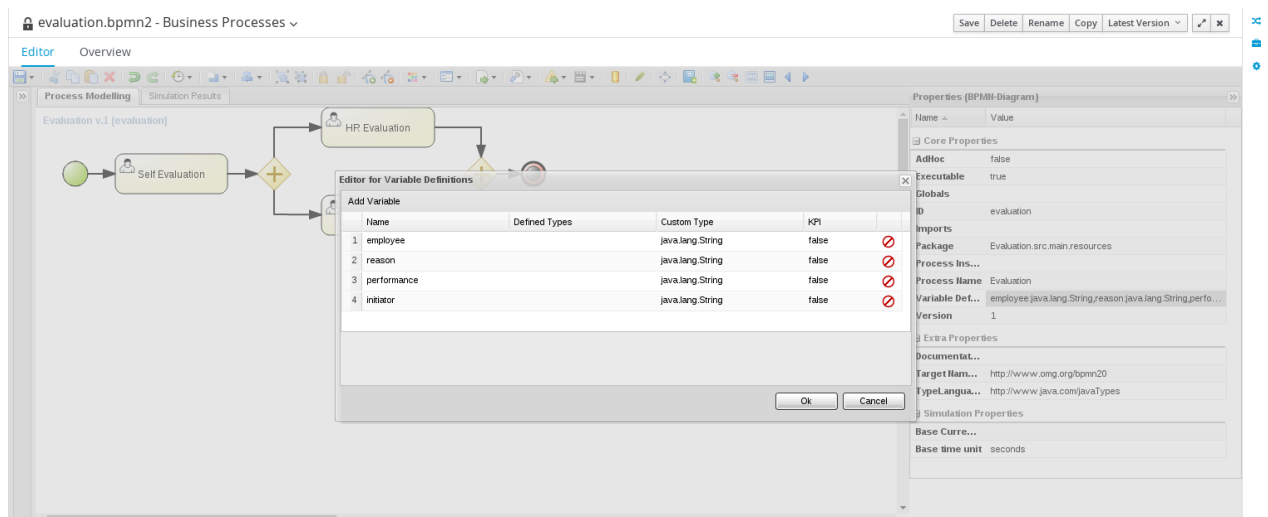 evaluation.bpmn2 - Business Processes
Save Delete Rename Copy Latest Version
Editor Overview
Process Modelling Simulation Results
Evaluation v.1 (evaluation)
HR Evaluation
Self Evaluation
Editor for Variable Definitions
Add Variable
Name Defined Types Custom Type KPI
1 employee java.lang.String false
2 reason java.lang.String false
3 performance java.lang.String false
4 initiator java.lang.String false
Ok Cancel
Properties (BPMN-Diagram)
Name Value
Core Properties
AdHoc false
Executable true
Globals
ID evaluation
Imports
Package Evaluation.src.main.resources
Process Ins...
Process Name Evaluation
Variable Def... employee:java.lang.String,reason:java.lang.String,perfo...
Version 1
Extra Properties
Documentat...
Target Nam... http://www.omg.org/bpmn20
TypeLangua... http://www.java.com/javaTypes
Simulation Properties
Base Curre...
Base time unit seconds